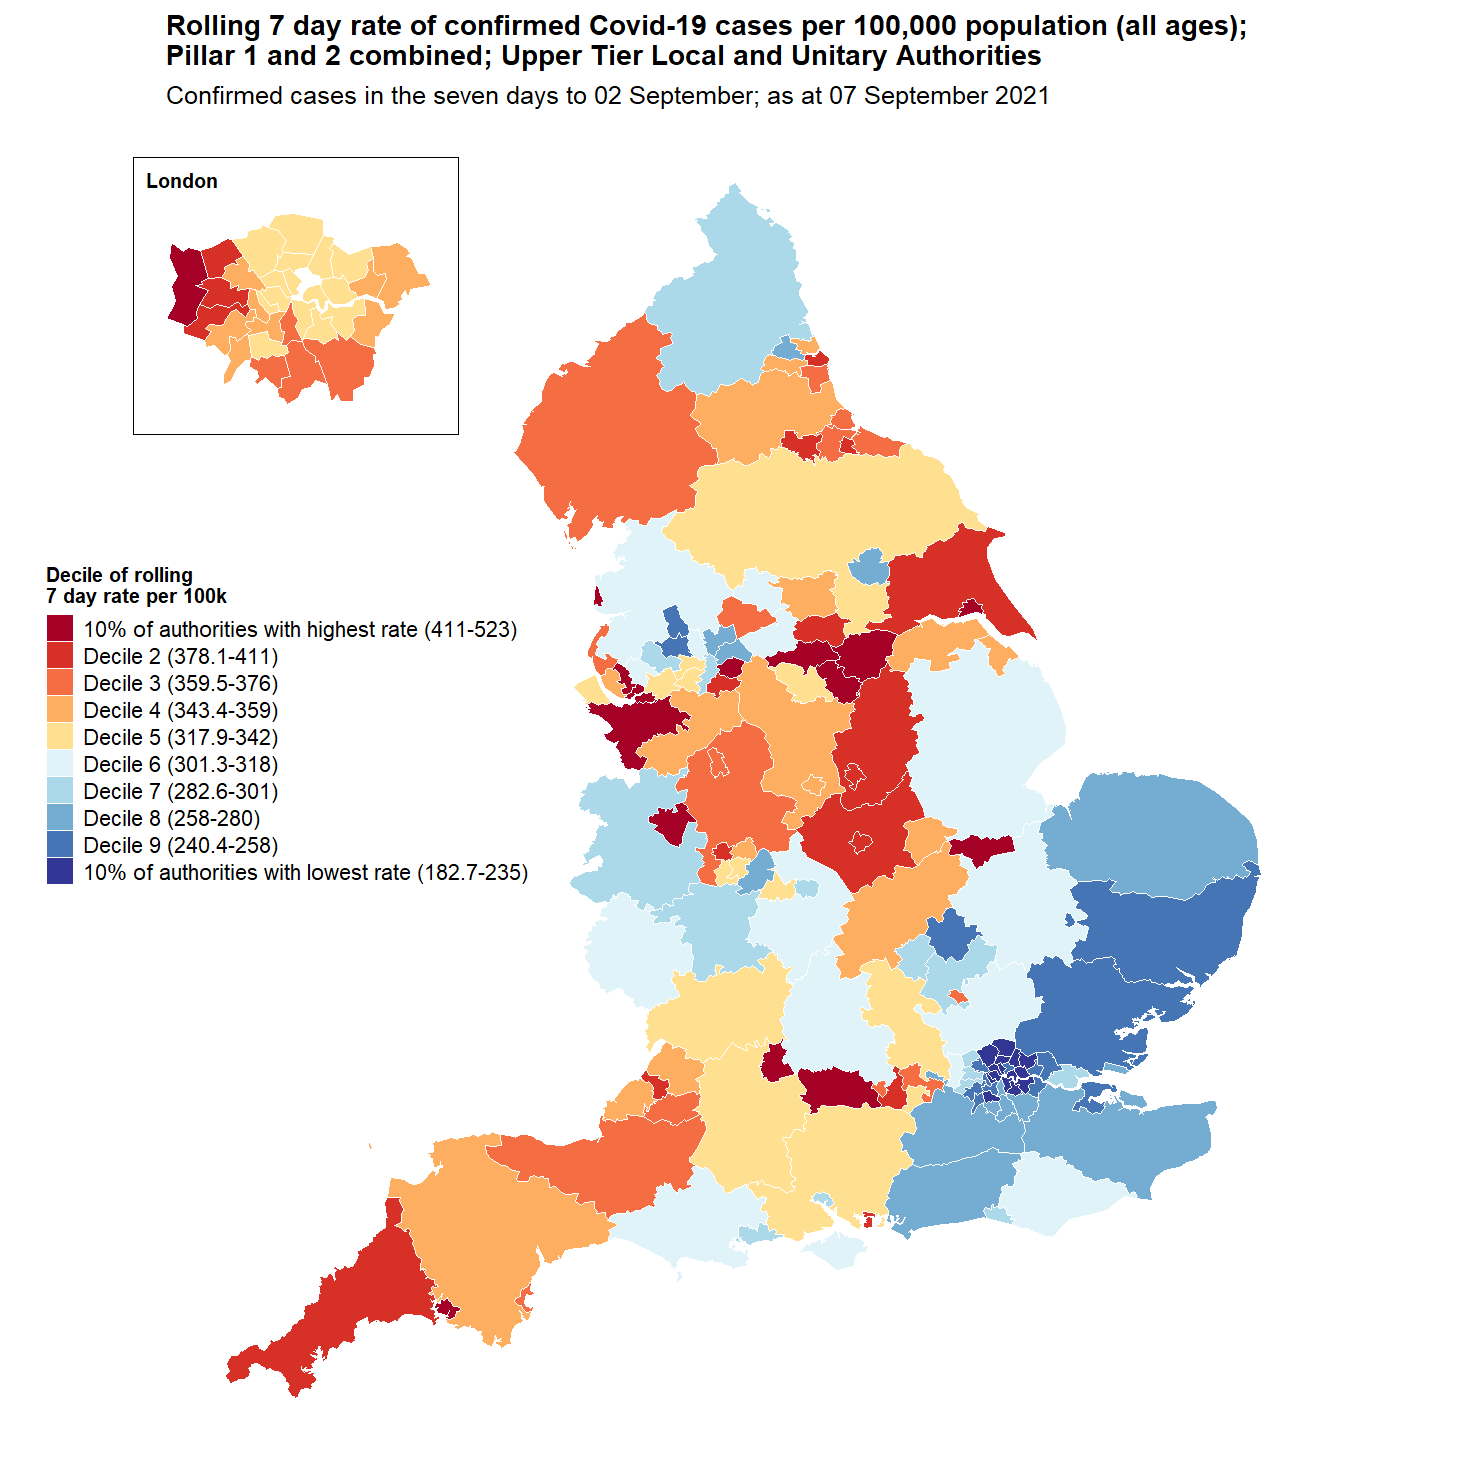 Rolling 7 day rate of confirmed Covid-19 cases per 100,000 population (all ages);
Pillar 1 and 2 combined; Upper Tier Local and Unitary Authorities
Confirmed cases in the seven days to 02 September; as at 07 September 2021
London
Decile of rolling
7 day rate per 100k
10% of authorities with highest rate (411-523)
Decile 2 (378.1-411)
Decile 3 (359.5-376)
Decile 4 (343.4-359)
Decile 5 (317.9-342)
Decile 6 (301.3-318)
Decile 7 (282.6-301)
Decile 8 (258-280)
Decile 9 (240.4-258)
10% of authorities with lowest rate (182.7-235)